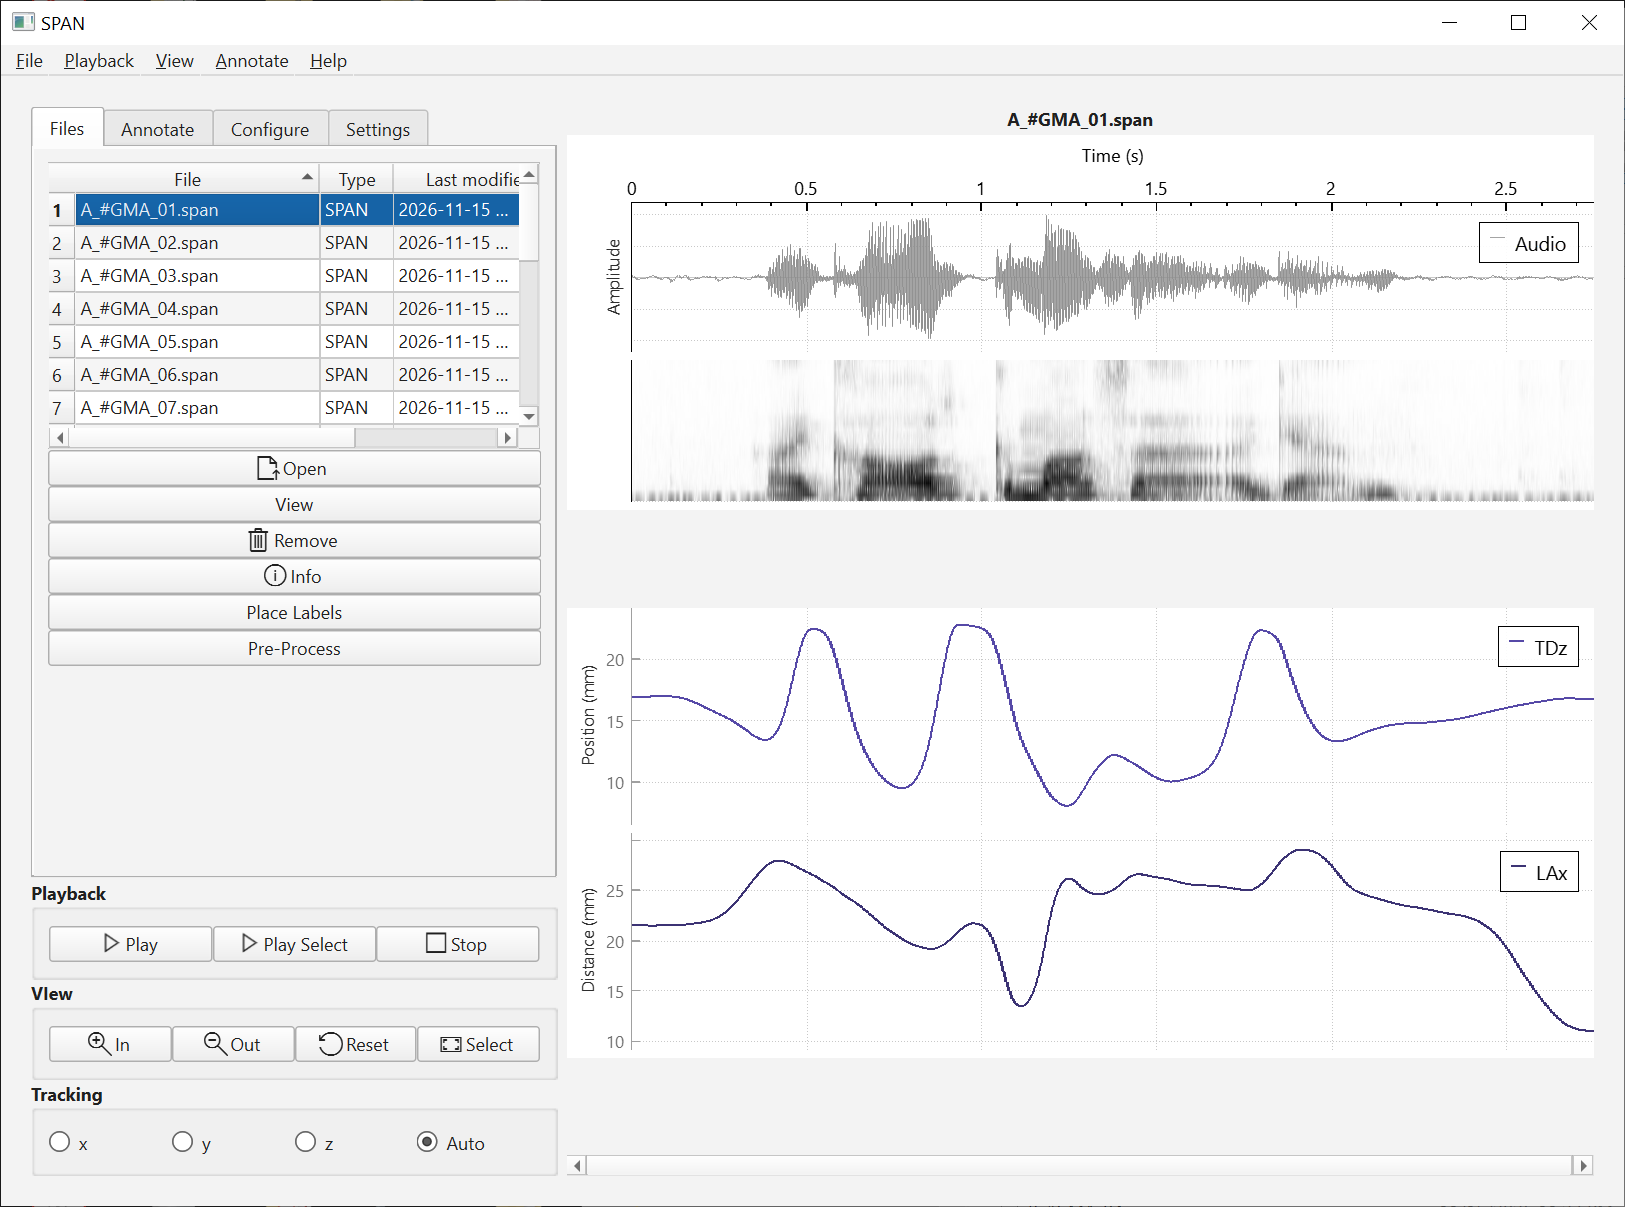 SPAN
File Playback View Annotate Help
Files Annotate Configure Settings
File Type Last modifie
1 A_#GMA_01.span SPAN 2026-11-15 ...
2 A_#GMA_02.span SPAN 2026-11-15 ...
3 A_#GMA_03.span SPAN 2026-11-15 ...
4 A_#GMA_04.span SPAN 2026-11-15 ...
5 A_#GMA_05.span SPAN 2026-11-15 ...
6 A_#GMA_06.span SPAN 2026-11-15 ...
7 A_#GMA_07.span SPAN 2026-11-15 ...
Open
View
Remove
Info
Place Labels
Pre-Process
Playback
Play Play Select Stop
VIew
In Out Reset Select
Tracking
x y z Auto
A_#GMA_01.span
Time (s)
0 0.5 1 1.5 2 2.5
Amplitude
Audio
Position (mm)
20
15
10
TDz
Distance (mm)
25
20
15
10
LAx